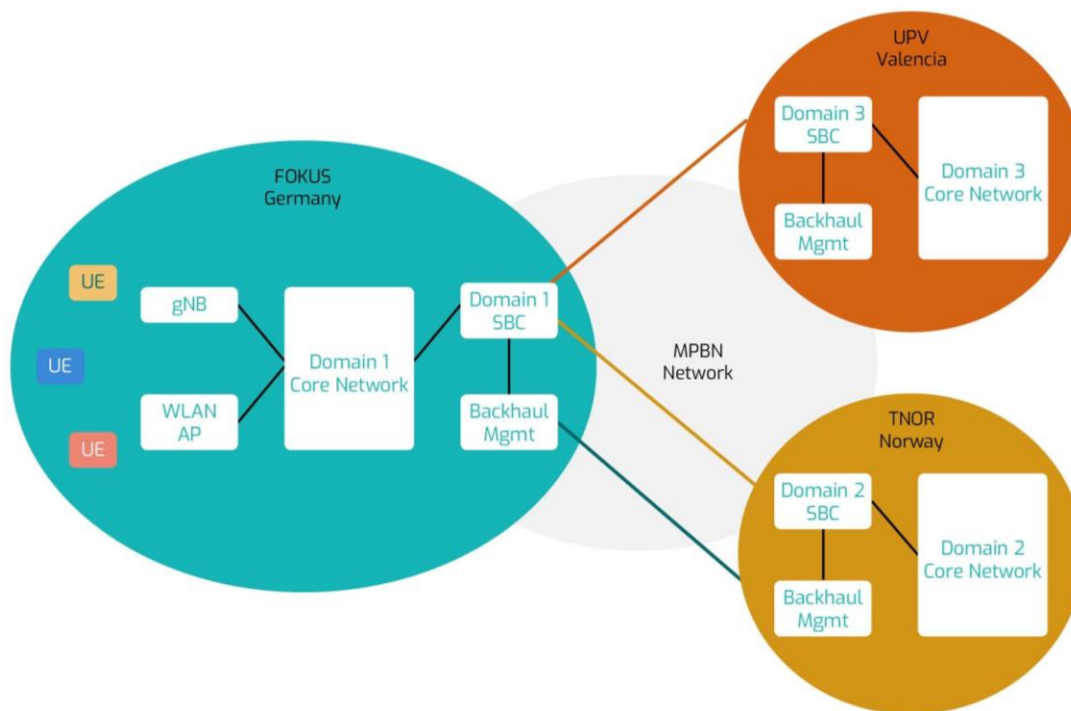 FOKUS
Germany
UE
gNB
UE
WLAN
AP
UE
Domain 1
Core Network
Domain 1
SBC
Backhaul
Mgmt
MPBN
Network
UPV
Valencia
Domain 3
SBC
Backhaul
Mgmt
Domain 3
Core Network
TNOR
Norway
Domain 2
SBC
Backhaul
Mgmt
Domain 2
Core Network